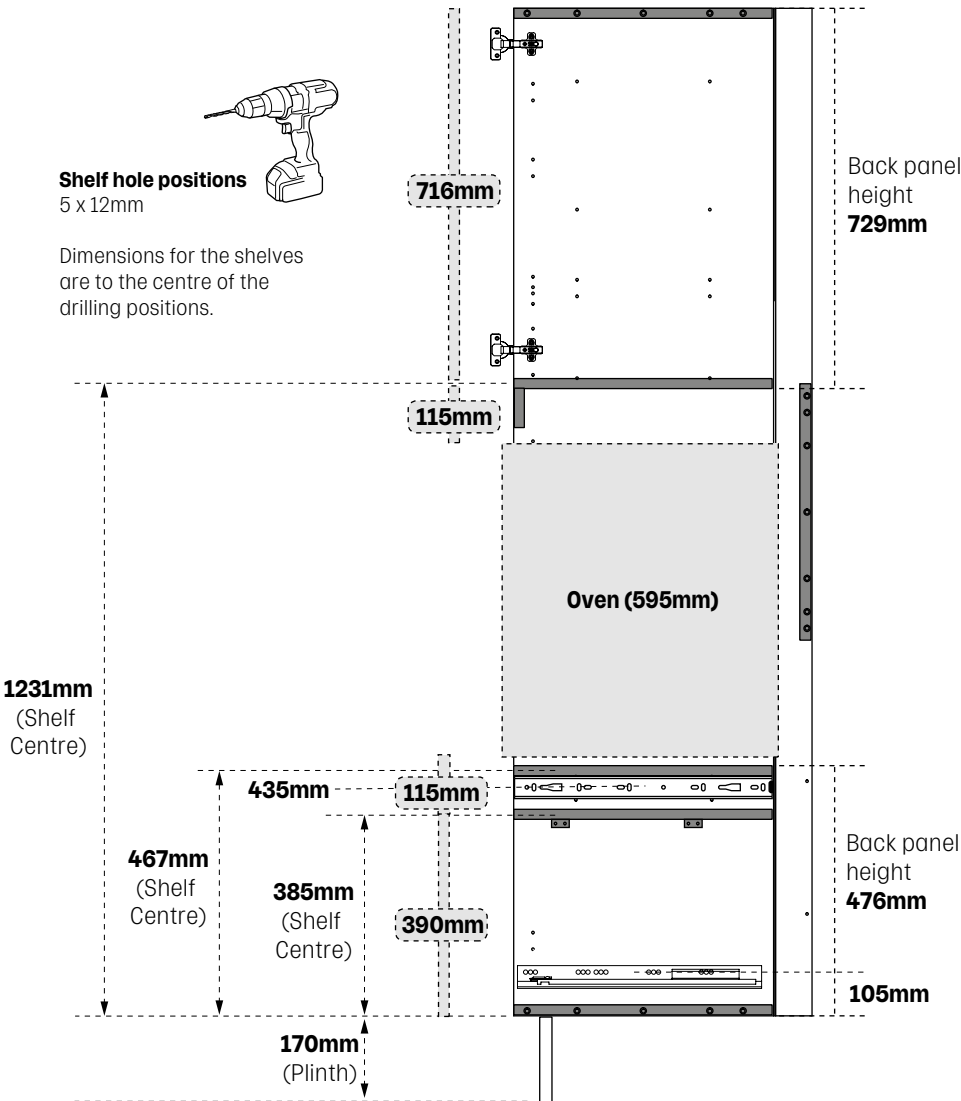 Shelf hole positions
5 x 12mm
Dimensions for the shelves
are to the centre of the
drilling positions.
716mm
Back panel
height
729mm
115mm
Oven (595mm)
1231mm
(Shelf
Centre)
435mm
115mm
467mm
(Shelf
Centre)
385mm
(Shelf
Centre)
390mm
Back panel
height
476mm
105mm
170mm
(Plinth)